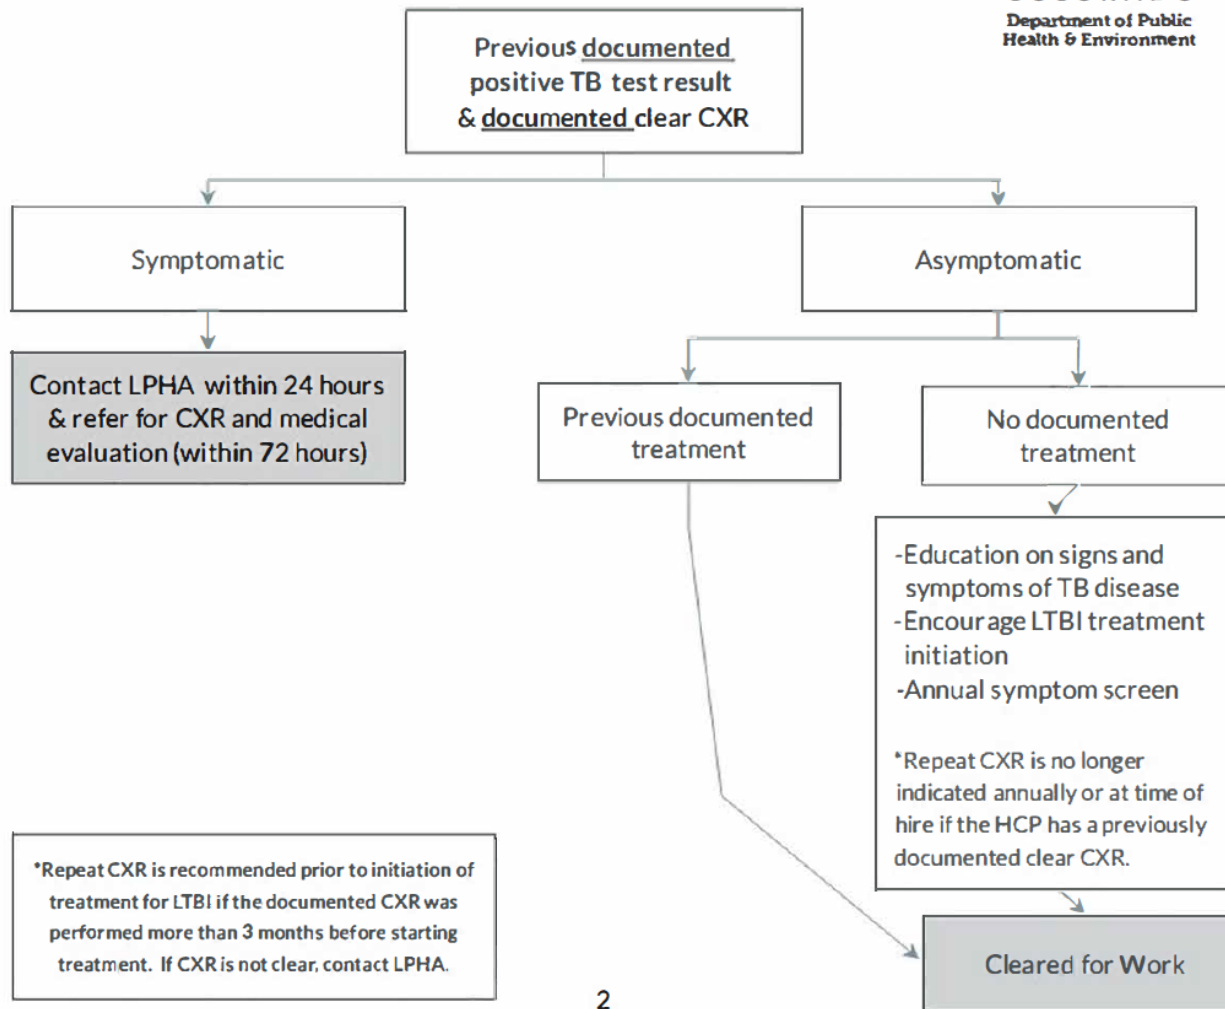 Department of Public
Health & Environment
Previous documented
positive TB test result
& documented clear CXR
Symptomatic
Asymptomatic
Contact LPHA within 24 hours
& refer for CXR and medical
evaluation (within 72 hours)
Previous documented
treatment
No documented
treatment
-Education on signs and
symptoms of TB disease
-Encourage LTBI treatment
initiation
-Annual symptom screen
*Repeat CXR is no longer
indicated annually or at time of
hire if the HCP has a previously
documented clear CXR.
*Repeat CXR is recommended prior to initiation of
treatment for LTBI if the documented CXR was
performed more than 3 months before starting
treatment. If CXR is not clear, contact LPHA.
Cleared for Work
2